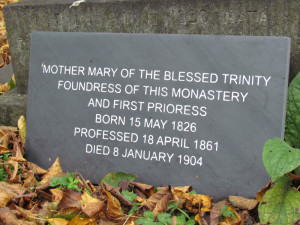 MOTHER MARY OF THE BLESSED TRINITY
FOUNDRESS OF THIS MONASTERY
AND FIRST PRIORESS
BORN 15 MAY 1826
PROFESSED 18 APRIL 1861
DIED 8 JANUARY 1904